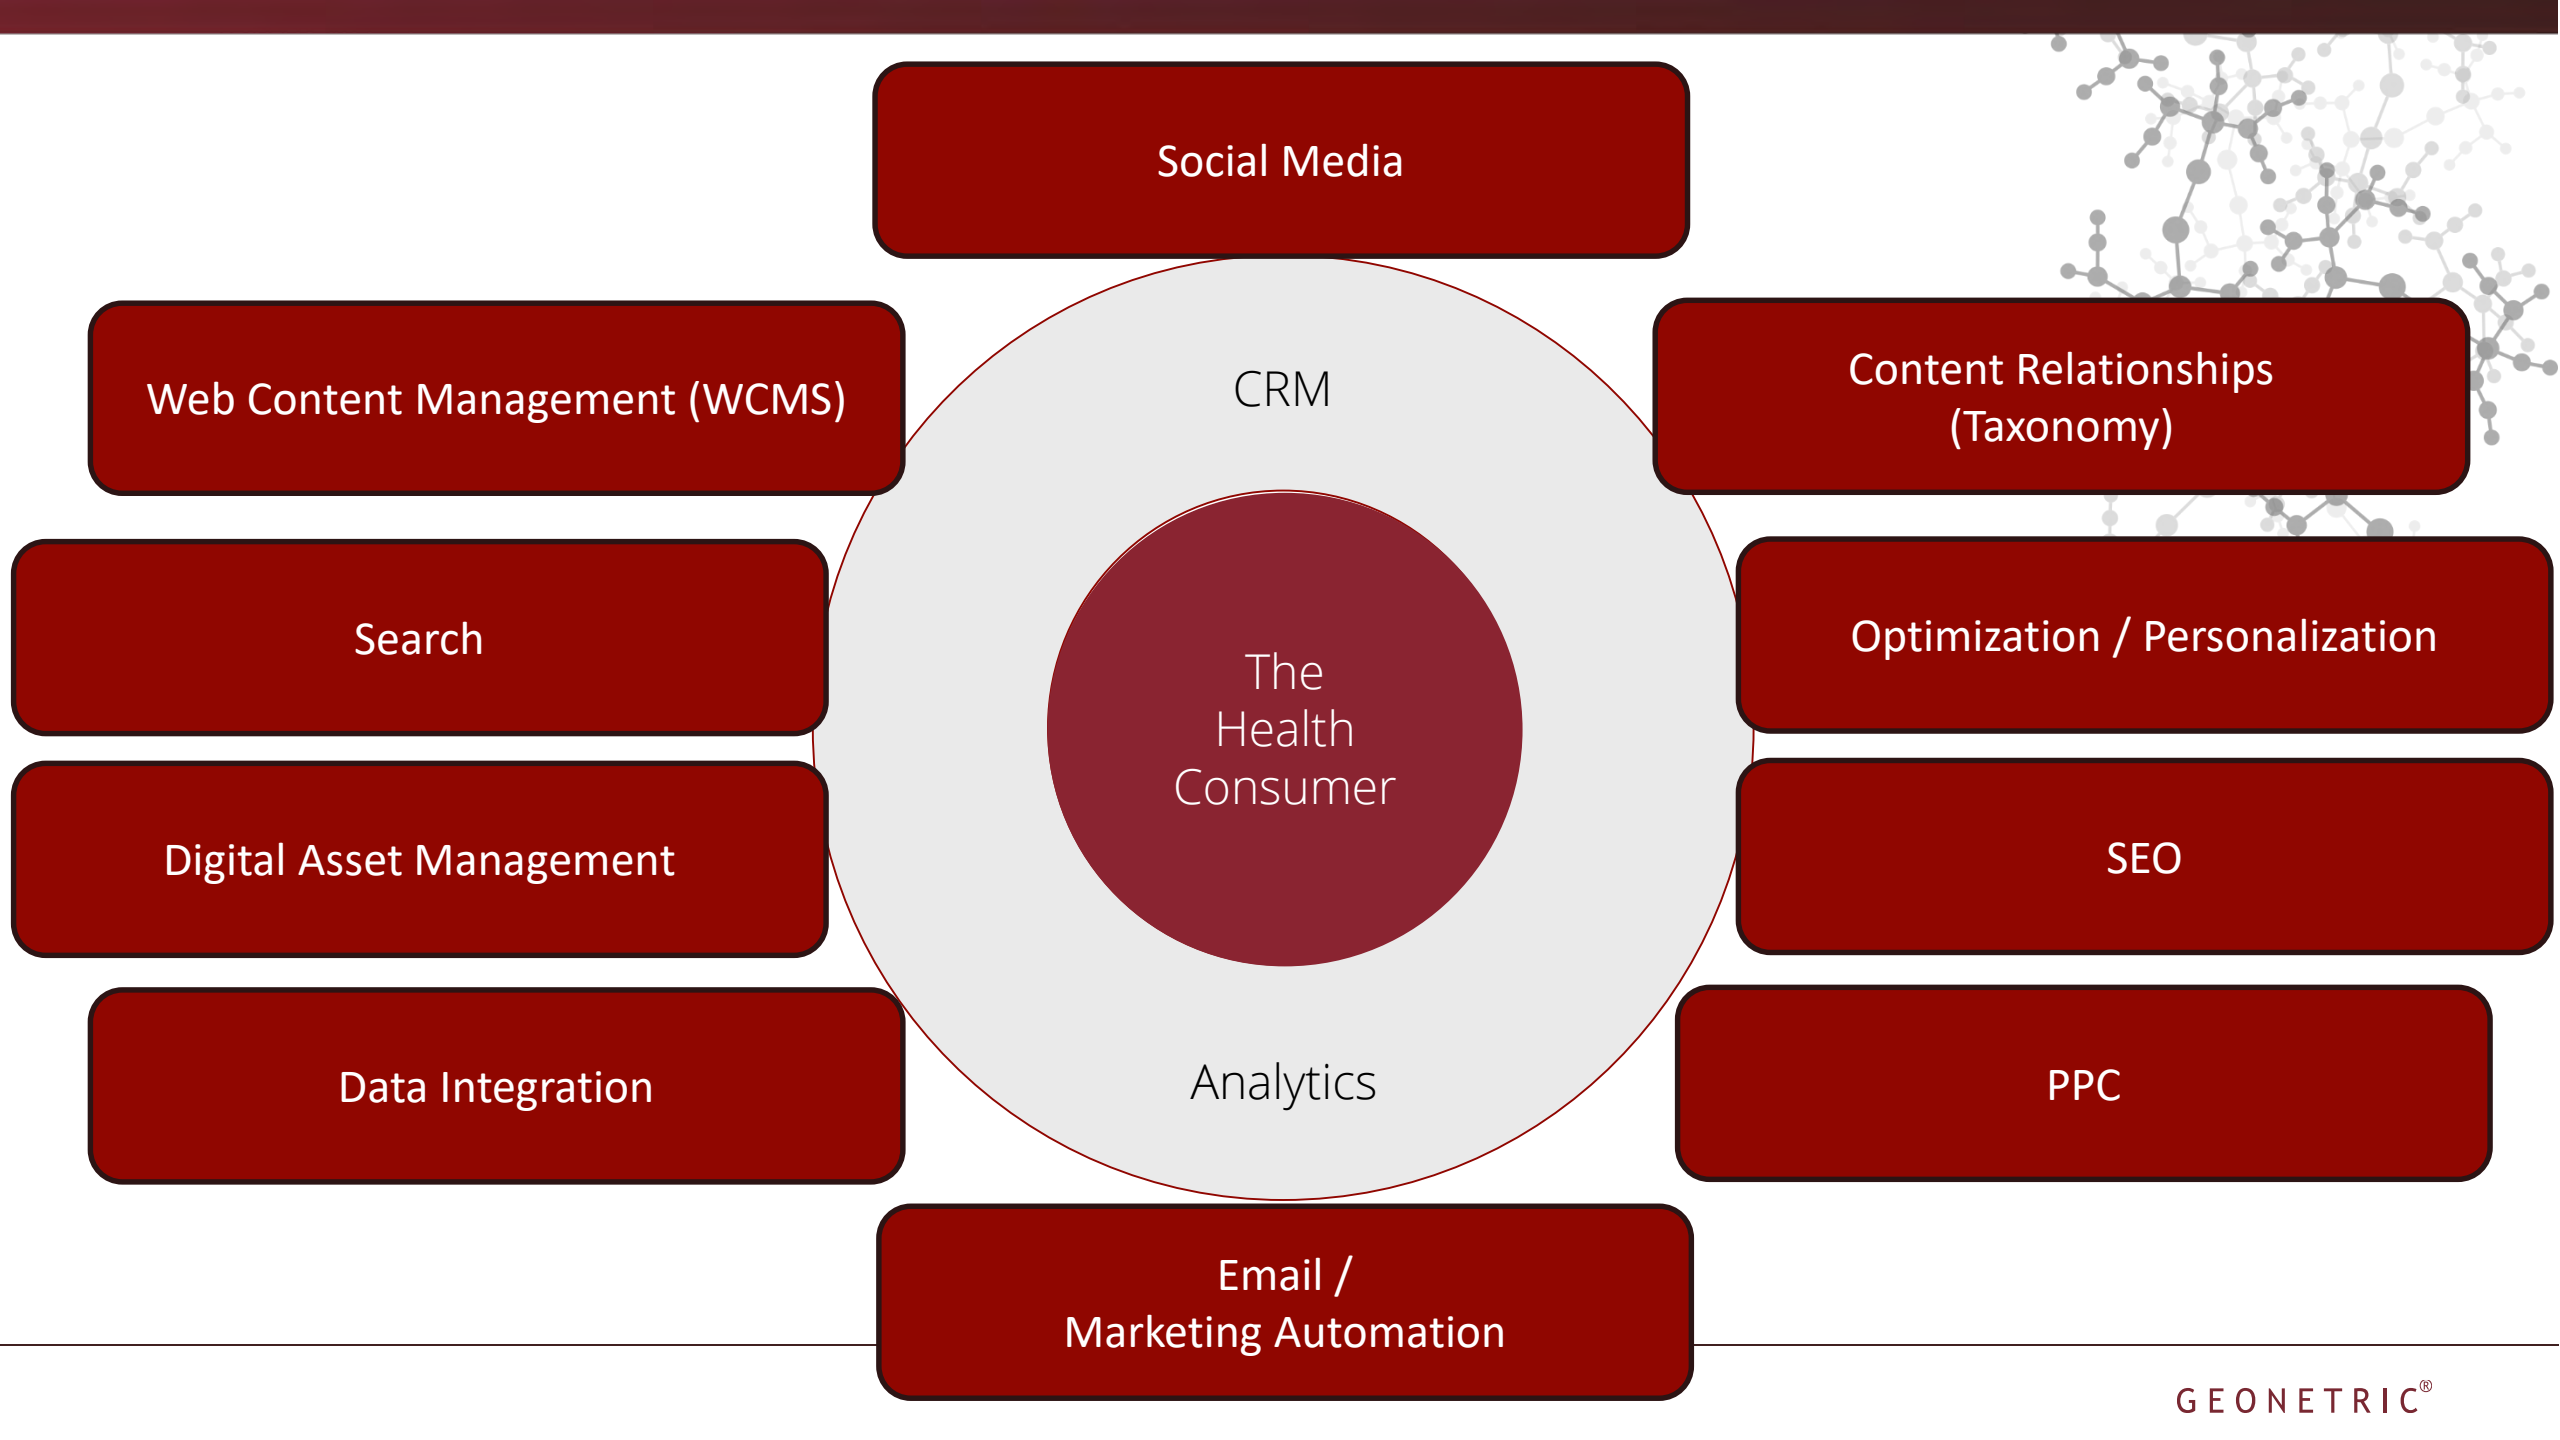 Social Media
Web Content Management (WCMS)
CRM
Content Relationships
(Taxonomy)
Search
Optimization / Personalization
The
Health
Consumer
Digital Asset Management
SEO
Data Integration
Analytics
PPC
Email /
Marketing Automation
GEONETRIC®